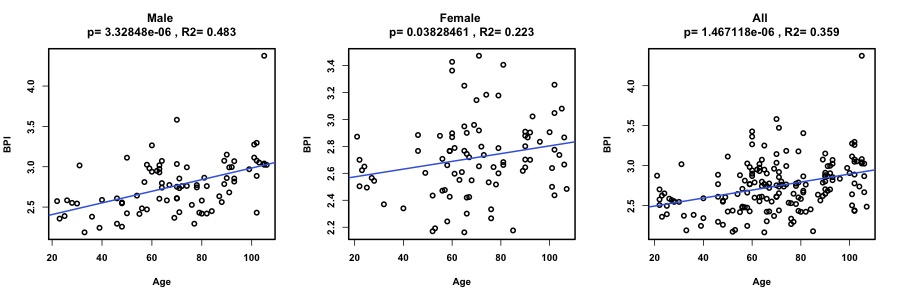 Male
p= 3.32848e-06 , R2= 0.483
BPI
4.0
3.5
3.0
2.5
20 40 60 80 100
Age
Female
p= 0.03828461 , R2= 0.223
BPI
3.4
3.2
3.0
2.8
2.6
2.4
2.2
20 40 60 80 100
Age
All
p= 1.467118e-06 , R2= 0.359
BPI
4.0
3.5
3.0
2.5
20 40 60 80 100
Age